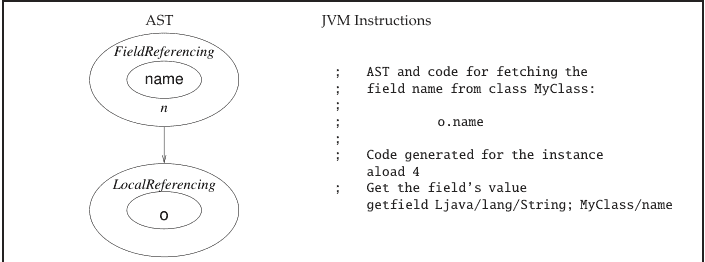 AST
JVM Instructions
FieldReferencing
name
n
LocalReferencing
o
; AST and code for fetching the
; field name from class MyClass:
;
; o.name
;
; Code generated for the instance
aload 4
; Get the field's value
getfield Ljava/lang/String; MyClass/name